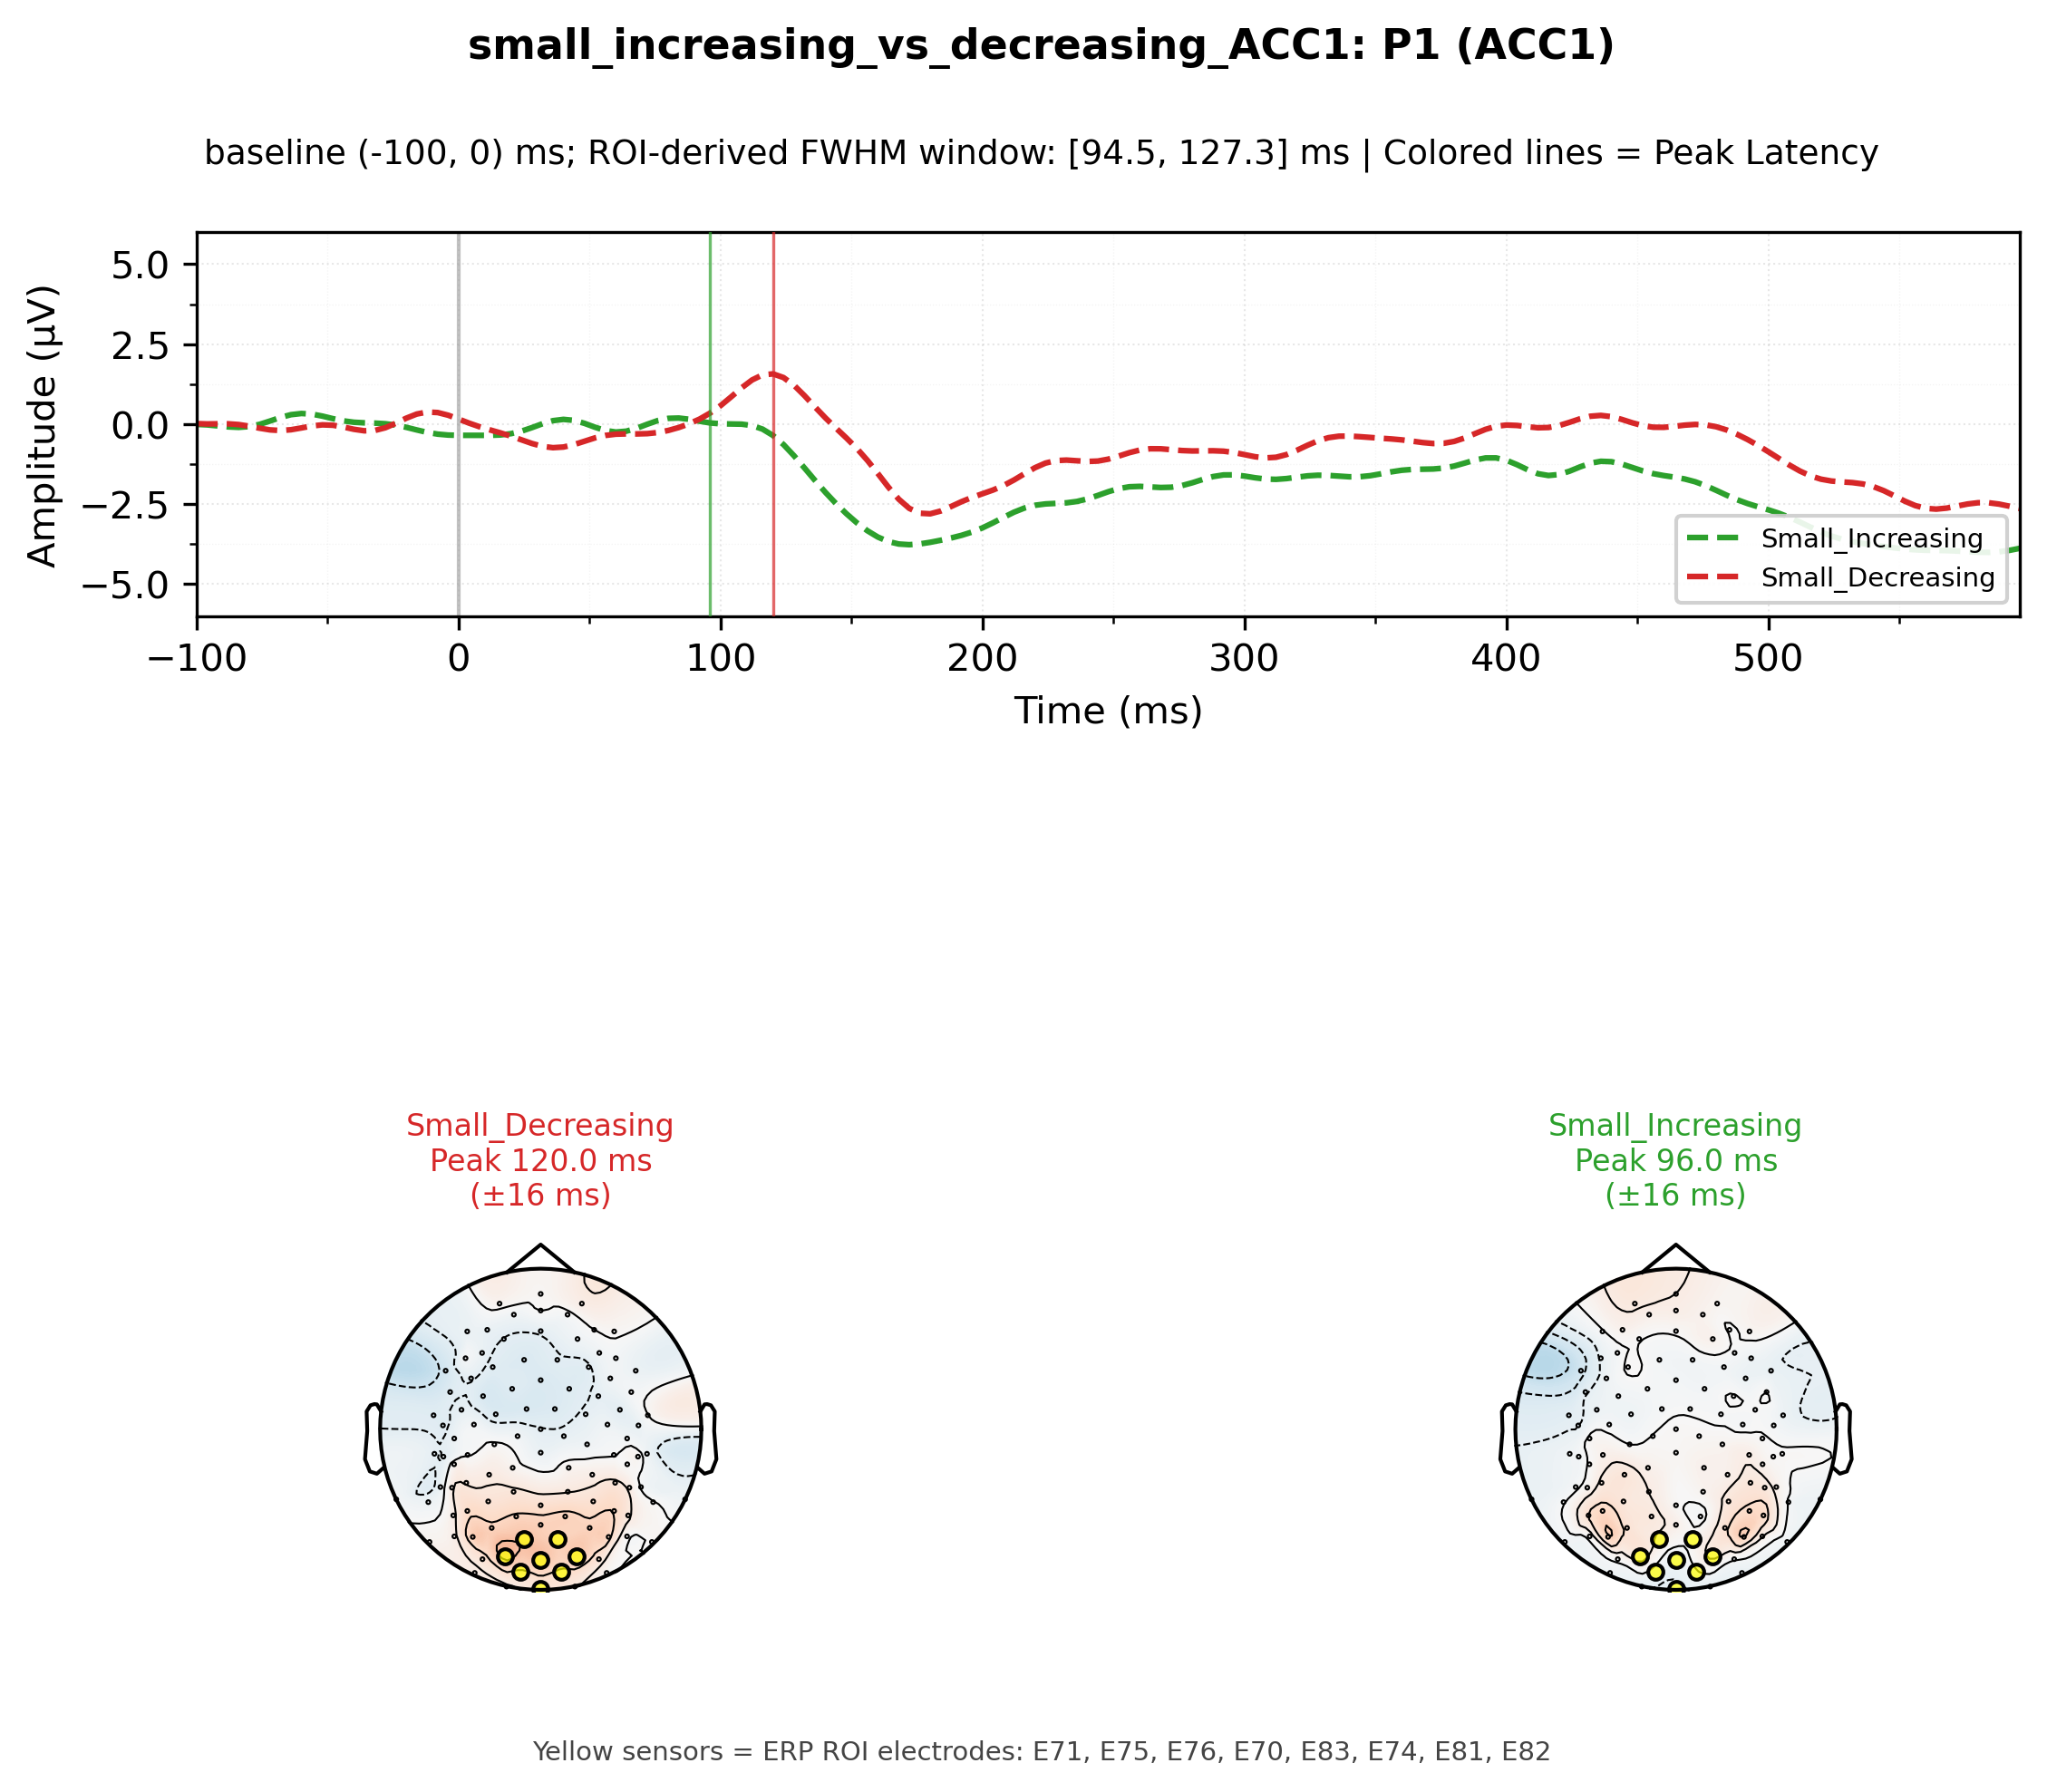 small_increasing_vs_decreasing_ACC1: P1 (ACC1)
baseline (-100, 0) ms; ROI-derived FWHM window: [94.5, 127.3] ms | Colored lines = Peak Latency
Amplitude (µV)
5.0
2.5
0.0
−2.5
−5.0
Small_Increasing
Small_Decreasing
−100
0
100
200
300
400
500
Time (ms)
Small_Decreasing
Peak 120.0 ms
(±16 ms)
Small_Increasing
Peak 96.0 ms
(±16 ms)
Yellow sensors = ERP ROI electrodes: E71, E75, E76, E70, E83, E74, E81, E82